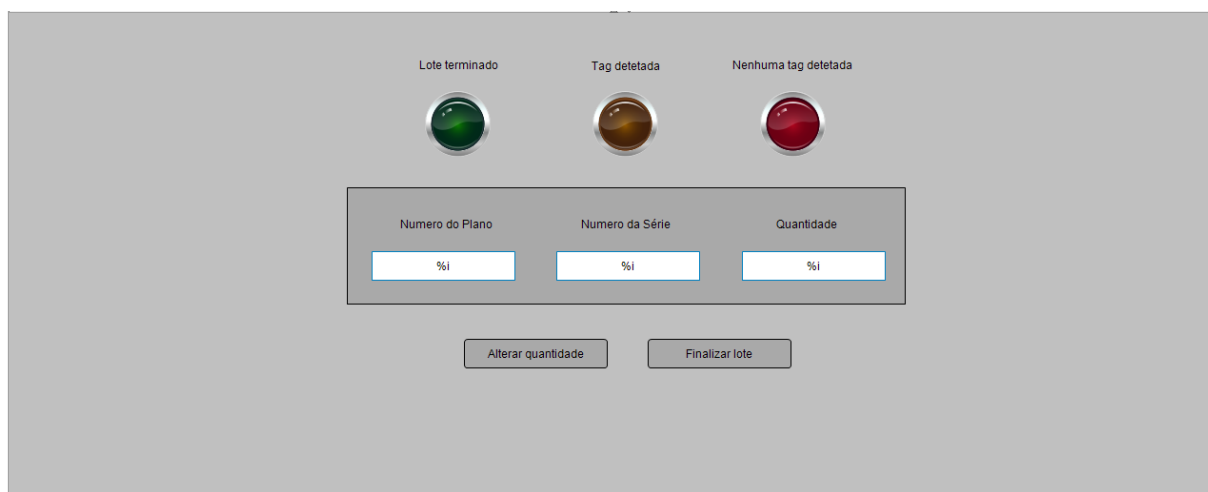 Lote terminado
Tag detetada
Nenhuma tag detetada
Numero do Plano
Numero da Série
Quantidade
%i
%i
%i
Alterar quantidade
Finalizar lote